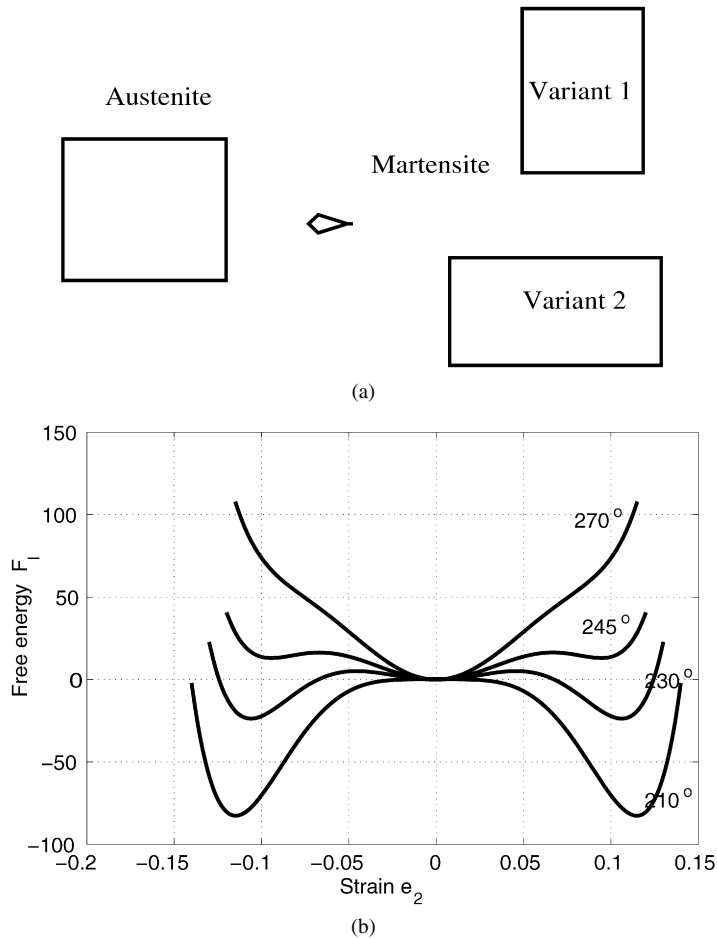 Austenite
Variant 1
Martensite
Variant 2
(a)
150
100
50
0
−50
−100
Free energy F_l
270 o
245 o
230 o
210 o
−0.2 −0.15 −0.1 −0.05 0 0.05 0.1 0.15
Strain e_2
(b)